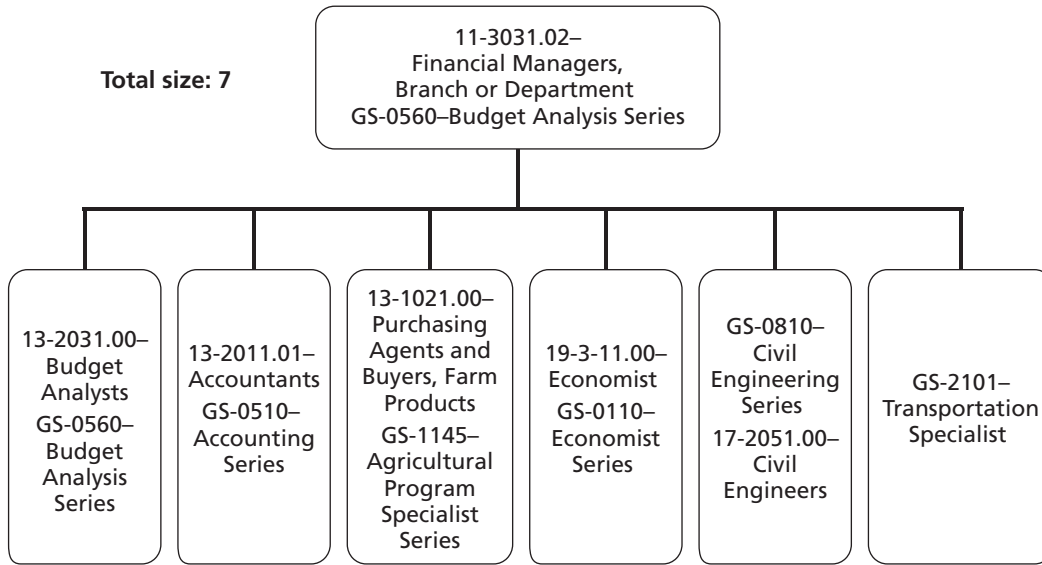 Total size: 7
11-3031.02–
Financial Managers,
Branch or Department
GS-0560–Budget Analysis Series
13-2031.00–
Budget
Analysts
GS-0560–
Budget
Analysis
Series
13-2011.01–
Accountants
GS-0510–
Accounting
Series
13-1021.00–
Purchasing
Agents and
Buyers, Farm
Products
GS-1145–
Agricultural
Program
Specialist
Series
19-3-11.00–
Economist
GS-0110–
Economist
Series
GS-0810–
Civil
Engineering
Series
17-2051.00–
Civil
Engineers
GS-2101–
Transportation
Specialist